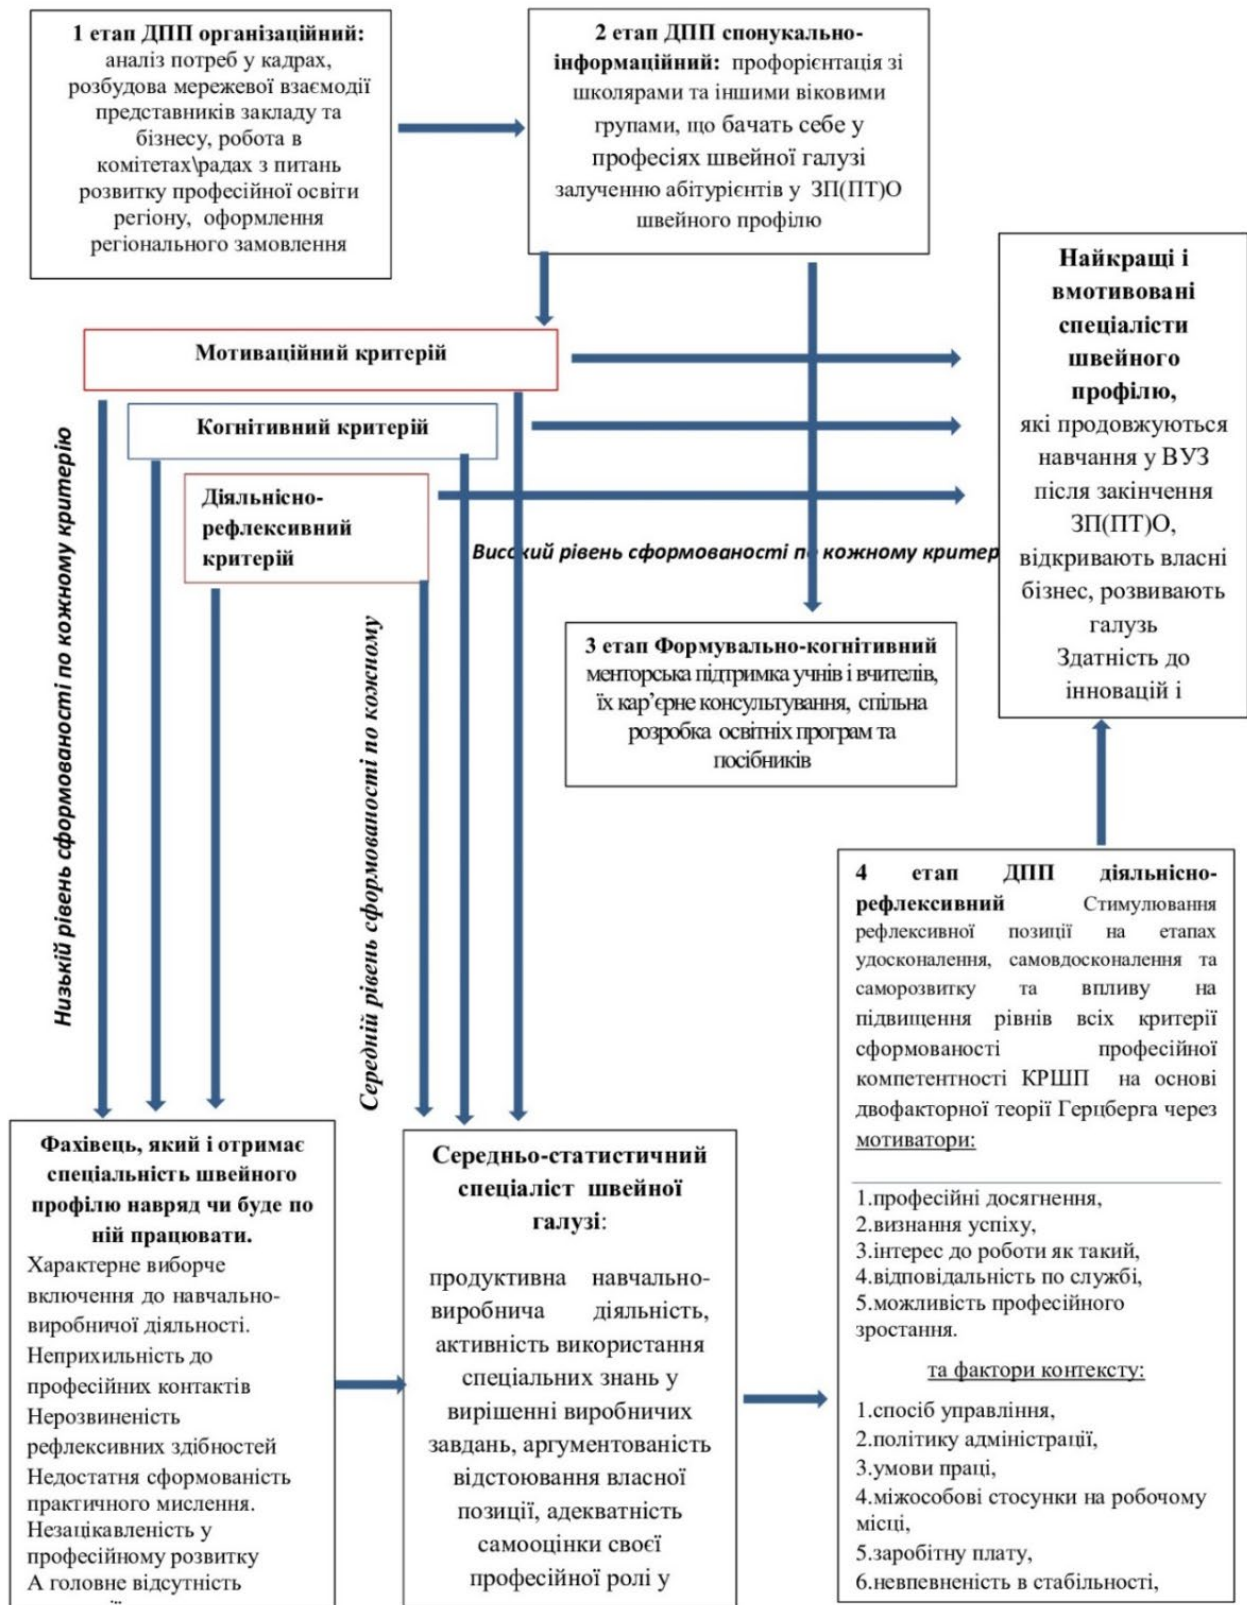 1 етап ДПП організаційний:
аналіз потреб у кадрах,
розбудова мережевої взаємодії
представників закладу та
бізнесу, робота в
комітетах\радах з питань
розвитку професійної освіти
регіону, оформлення
регіонального замовлення
2 етап ДПП спонукально-
інформаційний: профорієнтація зі
школярами та іншими віковими
групами, що бачать себе у
професіях швейної галузі
залученню абітурієнтів у ЗП(ПТ)О
швейного профілю
Найкращі і
вмотивовані
спеціалісти
швейного
профілю,
які продовжуються
навчання у ВУЗ
після закінчення
ЗП(ПТ)О,
відкривають власні
бізнес, розвивають
галузь
Здатність до
інновацій і
Мотиваційний критерій
Когнітивний критерій
Діяльнісно-
рефлексивний
критерій
Високий рівень сформованості по кожному критер
Низькій рівень сформованості по кожному критерію
Середній рівень сформованості по кожному
3 етап Формувально-когнітивний
менторська підтримка учнів і вчителів,
їх кар’єрне консультування, спільна
розробка освітніх програм та
посібників
4 етап ДПП діяльнісно-
рефлексивний Стимулювання
рефлексивної позиції на етапах
удосконалення, самовдосконалення та
саморозвитку та впливу на
підвищення рівнів всіх критерії
сформованості професійної
компетентності КРШП на основі
двофакторної теорії Герцберга через
мотиватори:
1.професійні досягнення,
2.визнання успіху,
3.інтерес до роботи як такий,
4.відповідальність по службі,
5.можливість професійного
зростання.
та фактори контексту:
1.спосіб управління,
2.політику адміністрації,
3.умови праці,
4.міжособові стосунки на робочому
місці,
5.заробітну плату,
6.невпевненість в стабільності,
Фахівець, який і отримає
спеціальність швейного
профілю навряд чи буде по
ній працювати.
Характерне виборче
включення до навчально-
виробничої діяльності.
Неприхильність до
професійних контактів
Нерозвиненість
рефлексивних здібностей
Недостатня сформованість
практичного мислення.
Незацікавленість у
професійному розвитку
А головне відсутність
Середньо-статистичний
спеціаліст швейної
галузі:
продуктивна навчально-
виробнича діяльність,
активність використання
спеціальних знань у
вирішенні виробничих
завдань, аргументованість
відстоювання власної
позиції, адекватність
самооцінки своєї
професійної ролі у